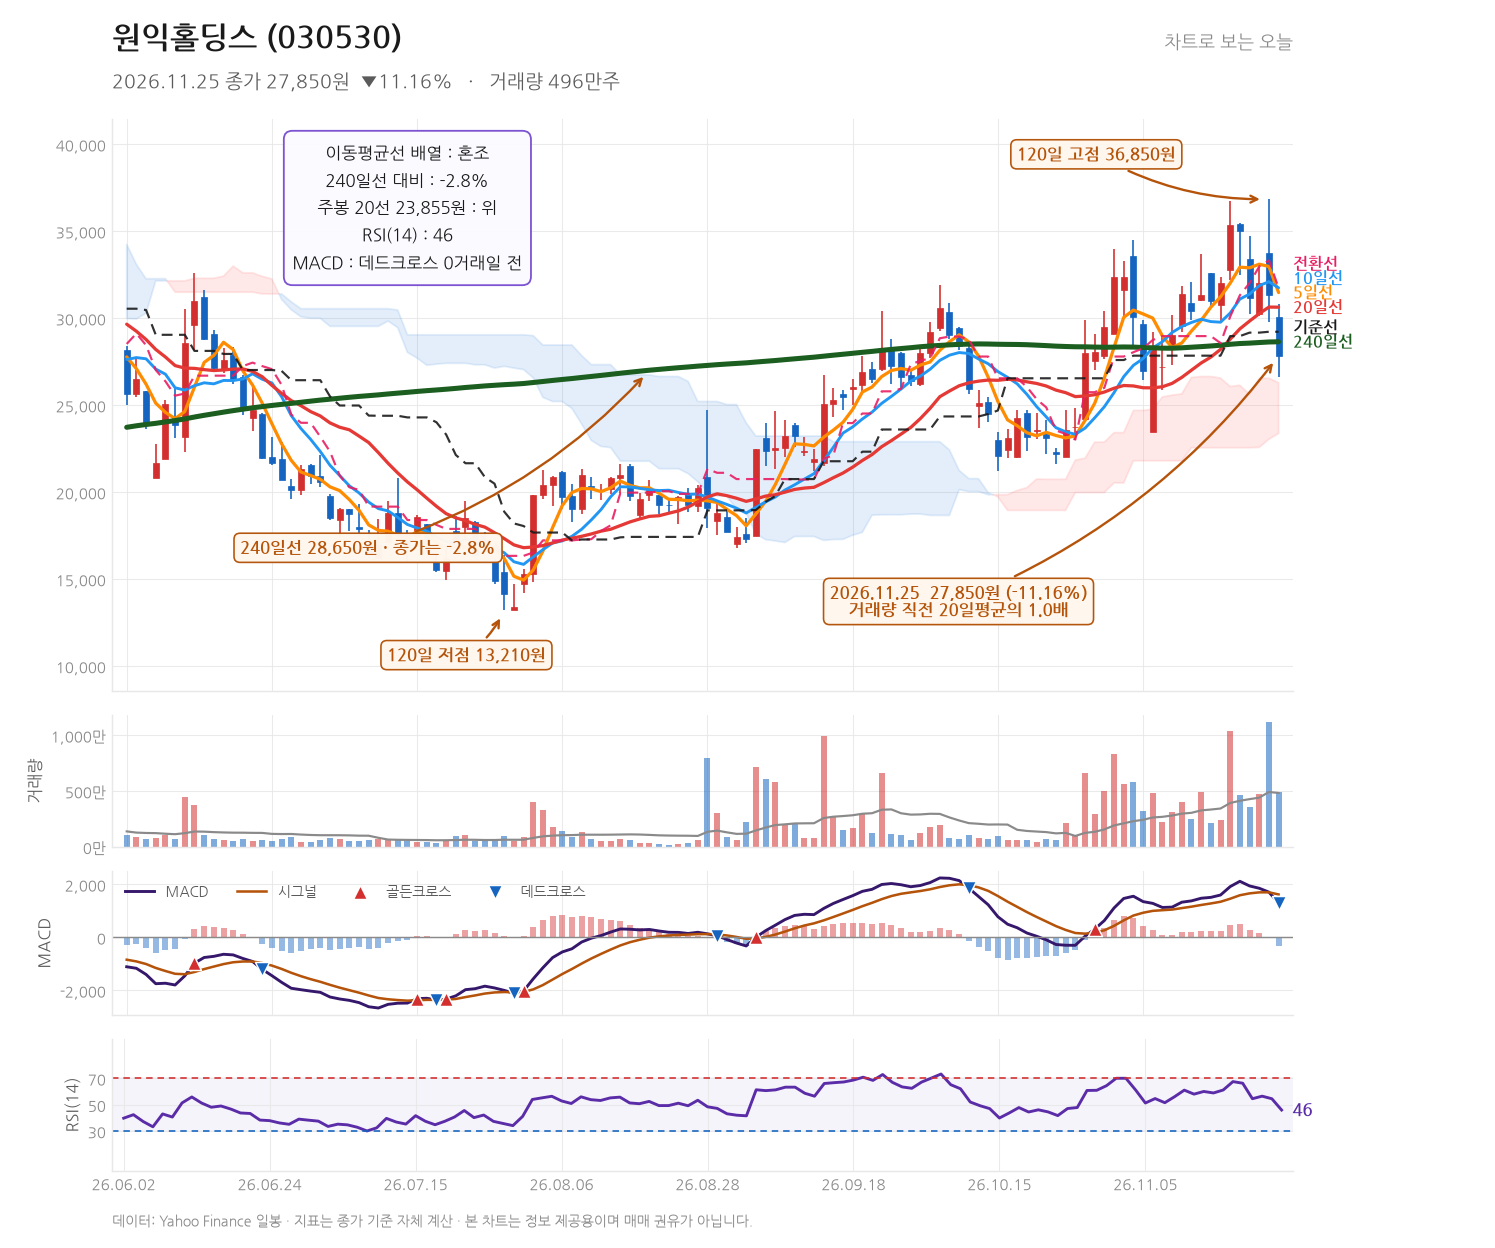 원익홀딩스 (030530)
차트로 보는 오늘
2026.11.25 종가 27,850원 ▼11.16% · 거래량 496만주
이동평균선 배열 : 혼조
240일선 대비 : -2.8%
주봉 20선 23,855원 : 위
RSI(14) : 46
MACD : 데드크로스 0거래일 전
120일 고점 36,850원
40,000
35,000
30,000
25,000
20,000
15,000
10,000
전환선
10일선
5일선
20일선
기준선
240일선
240일선 28,650원 · 종가는 -2.8%
2026.11.25 27,850원 (-11.16%)
거래량 직전 20일평균의 1.0배
120일 저점 13,210원
거래량
1,000만
500만
0만
MACD
2,000
0
-2,000
MACD
시그널
골든크로스
데드크로스
RSI(14)
70
50
30
46
26.06.02
26.06.24
26.07.15
26.08.06
26.08.28
26.09.18
26.10.15
26.11.05
데이터: Yahoo Finance 일봉 · 지표는 종가 기준 자체 계산 · 본 차트는 정보 제공용이며 매매 권유가 아닙니다.